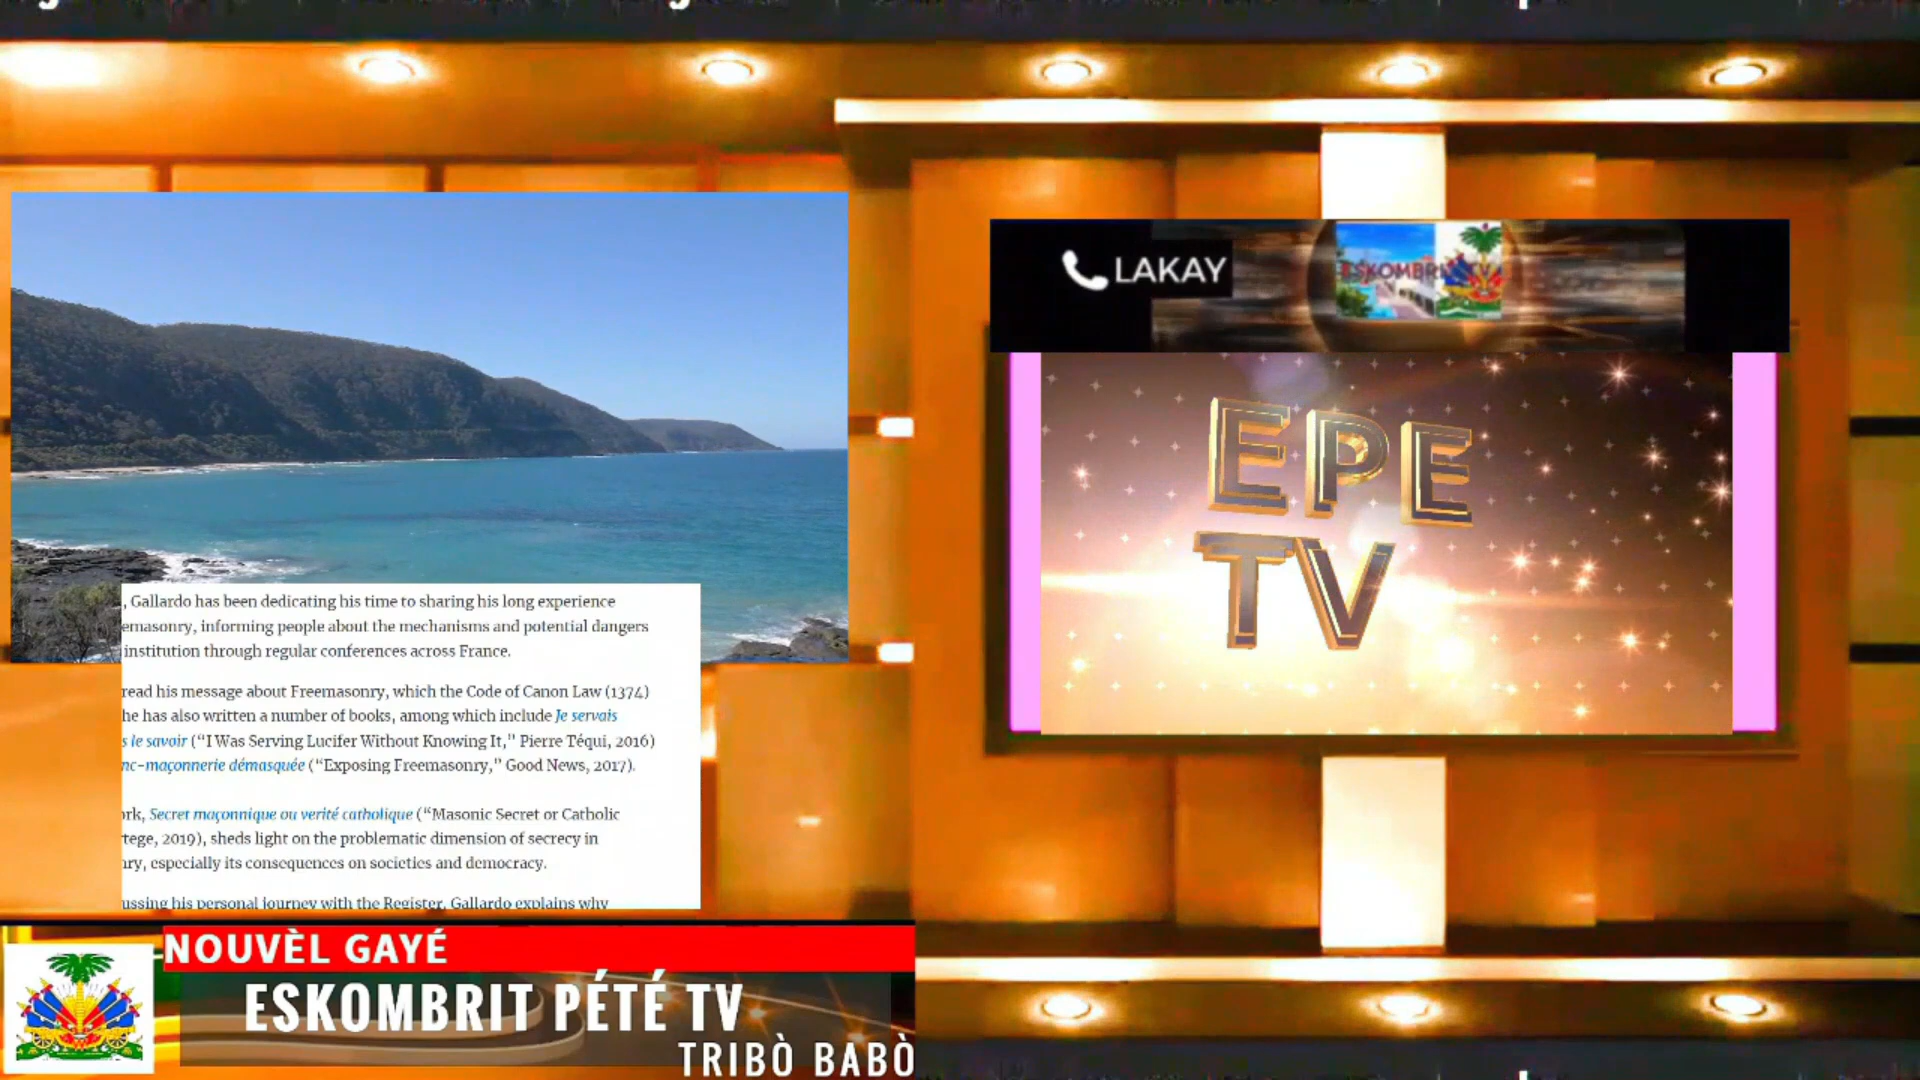 , Gallardo has been dedicating his time to sharing his long experience
emasonry, informing people about the mechanisms and potential dangers
institution through regular conferences across France.
read his message about Freemasonry, which the Code of Canon Law (1374)
he has also written a number of books, among which include Je servais
s le savoir (“I Was Serving Lucifer Without Knowing It,” Pierre Téqui, 2016)
nc-maçonnerie démasquée (“Exposing Freemasonry,” Good News, 2017).
ork, Secret maçonnique ou verité catholique (“Masonic Secret or Catholic
rtege, 2019), sheds light on the problematic dimension of secrecy in
nry, especially its consequences on societies and democracy.
ussing his personal journey with the Register, Gallardo explains why
LAKAY
ESKOMBRIT TV
EPE
TV
NOUVÈL GAYÉ
ESKOMBRIT PÉTÉ TV
TRIBÒ BABÒ